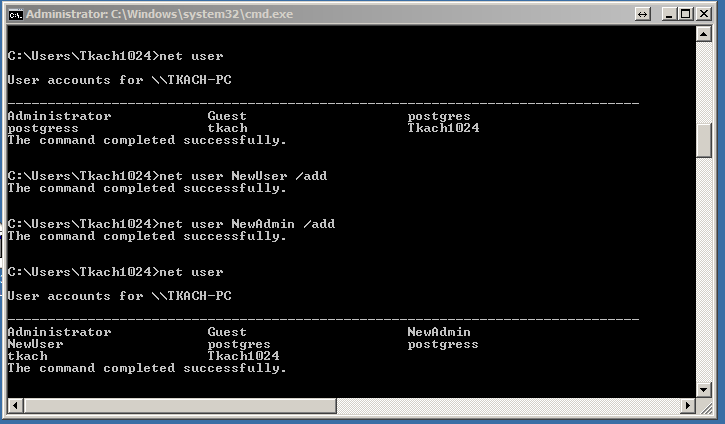 Administrator: C:\Windows\system32\cmd.exe
C:\Users\Tkach1024>net user
User accounts for \\TKACH-PC
-------------------------------------------------------------------------------
Administrator Guest postgres
postgress tkach Tkach1024
The command completed successfully.
C:\Users\Tkach1024>net user NewUser /add
The command completed successfully.
C:\Users\Tkach1024>net user NewAdmin /add
The command completed successfully.
C:\Users\Tkach1024>net user
User accounts for \\TKACH-PC
-------------------------------------------------------------------------------
Administrator Guest NewAdmin
NewUser postgres postgress
tkach Tkach1024
The command completed successfully.